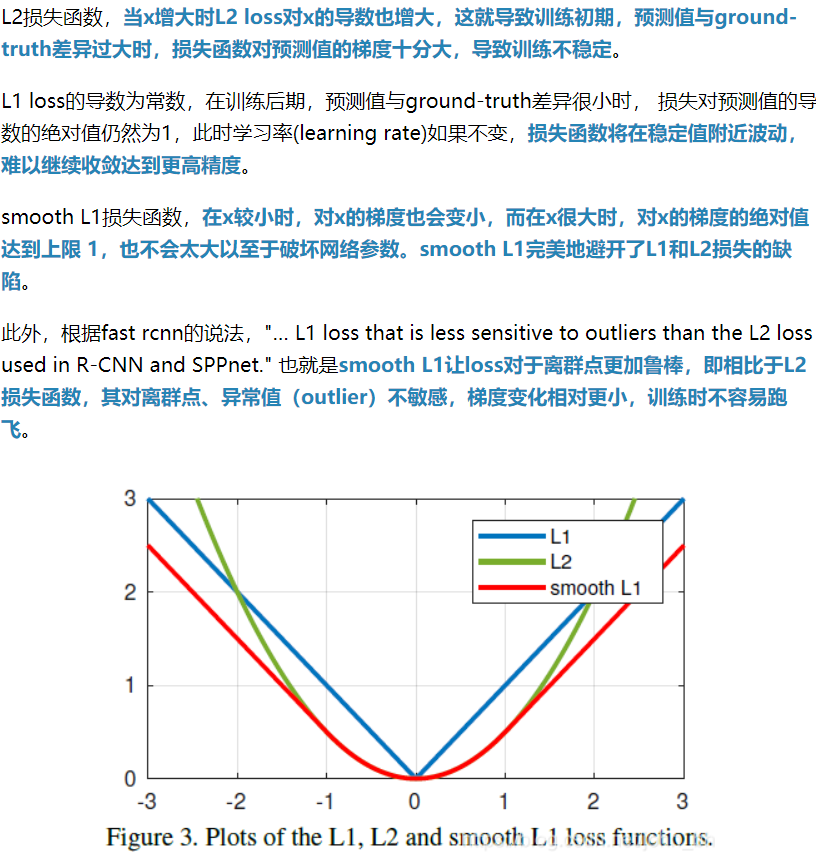 L2损失函数，当x增大时L2 loss对x的导数也增大，这就导致训练初期，预测值与ground-
truth差异过大时，损失函数对预测值的梯度十分大，导致训练不稳定。
L1 loss的导数为常数，在训练后期，预测值与ground-truth差异很小时， 损失对预测值的导
数的绝对值仍然为1，此时学习率(learning rate)如果不变，损失函数将在稳定值附近波动，
难以继续收敛达到更高精度。
smooth L1损失函数，在x较小时，对x的梯度也会变小，而在x很大时，对x的梯度的绝对值
达到上限 1，也不会太大以至于破坏网络参数。smooth L1完美地避开了L1和L2损失的缺
陷。
此外，根据fast rcnn的说法，"... L1 loss that is less sensitive to outliers than the L2 loss
used in R-CNN and SPPnet." 也就是smooth L1让loss对于离群点更加鲁棒，即相比于L2
损失函数，其对离群点、异常值（outlier）不敏感，梯度变化相对更小，训练时不容易跑
飞。
3
L1
L2
smooth L1
2
1
0
-3 -2 -1 0 1 2 3
Figure 3. Plots of the L1, L2 and smooth L1 loss functions.